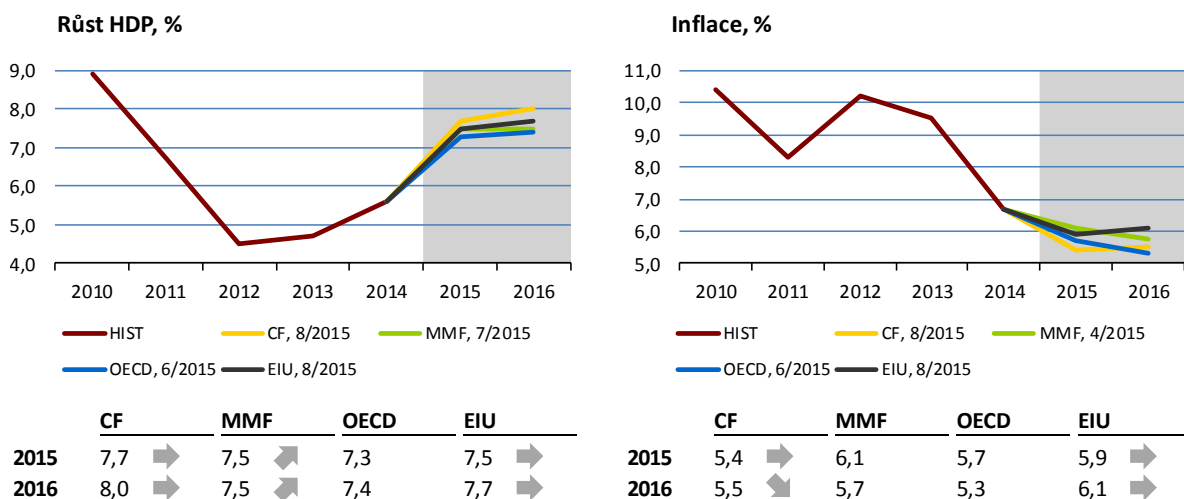 Růst HDP, %
9,0
8,0
7,0
6,0
5,0
4,0
2010 2011 2012 2013 2014 2015 2016
HIST CF, 8/2015 MMF, 7/2015
OECD, 6/2015 EIU, 8/2015
CF MMF OECD EIU
2015 7,7 7,5 7,3 7,5
2016 8,0 7,5 7,4 7,7
Inflace, %
11,0
10,0
9,0
8,0
7,0
6,0
5,0
2010 2011 2012 2013 2014 2015 2016
HIST CF, 8/2015 MMF, 4/2015
OECD, 6/2015 EIU, 8/2015
CF MMF OECD EIU
2015 5,4 6,1 5,7 5,9
2016 5,5 5,7 5,3 6,1